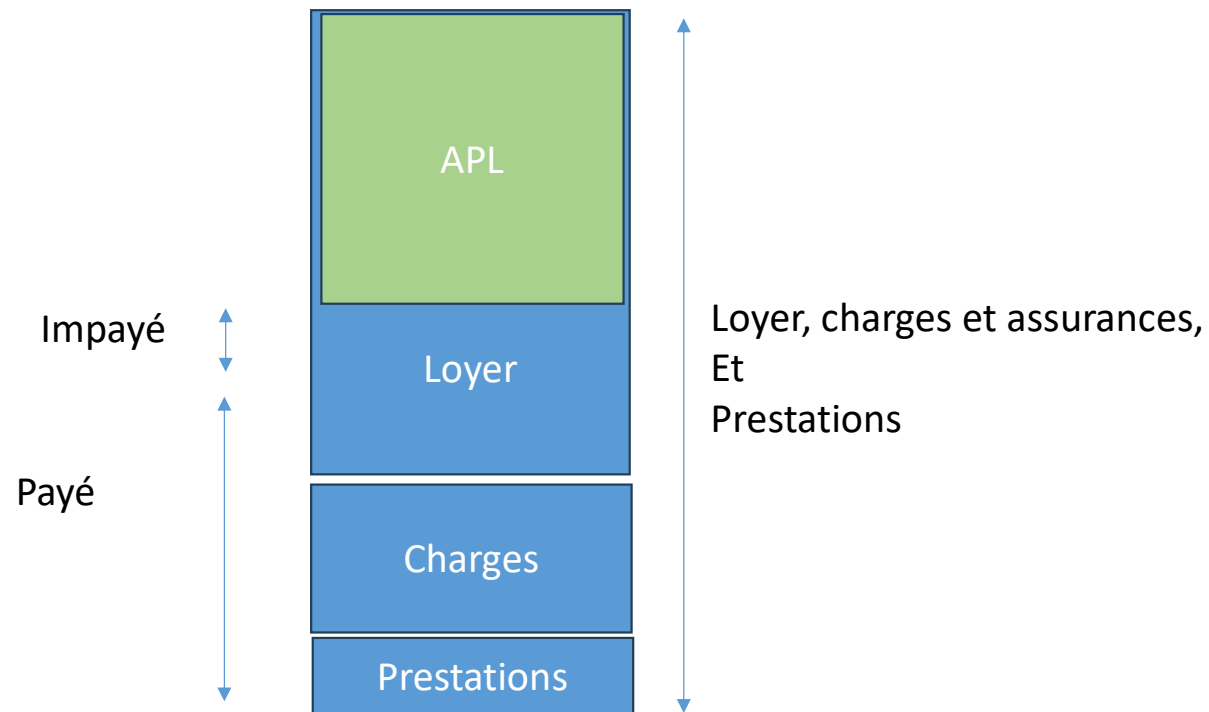 APL
Impayé
Loyer
Loyer, charges et assurances,
Et
Prestations
Payé
Charges
Prestations